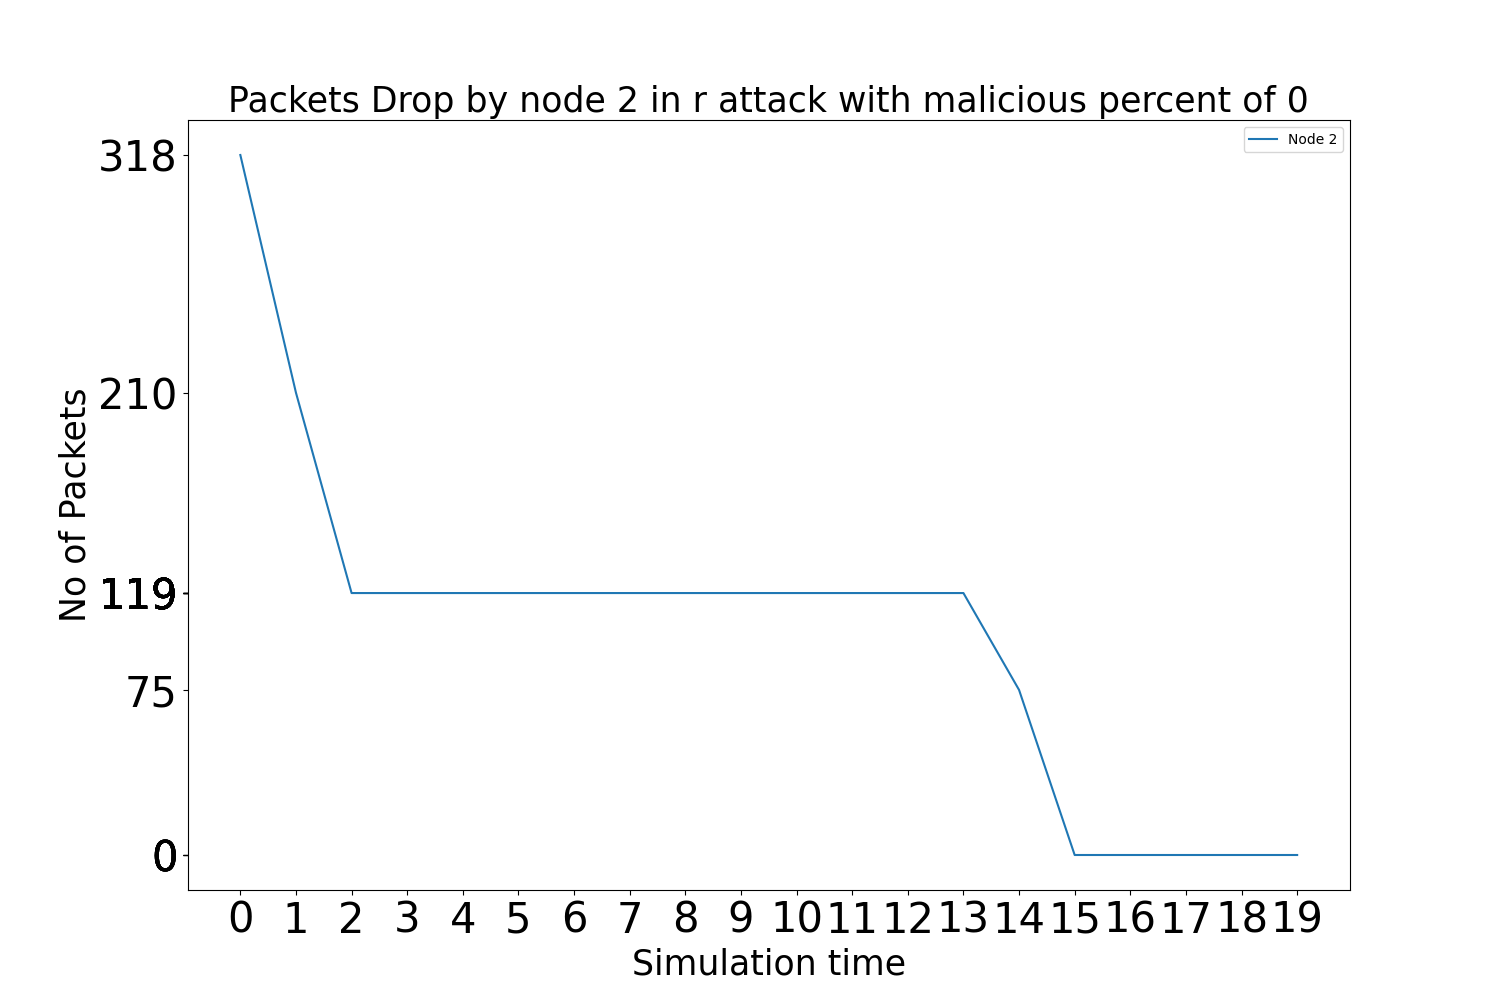 Packets Drop by node 2 in r attack with malicious percent of 0
Node 2
No of Packets
318
210
119
75
0
0 1 2 3 4 5 6 7 8 9 10 11 12 13 14 15 16 17 18 19
Simulation time